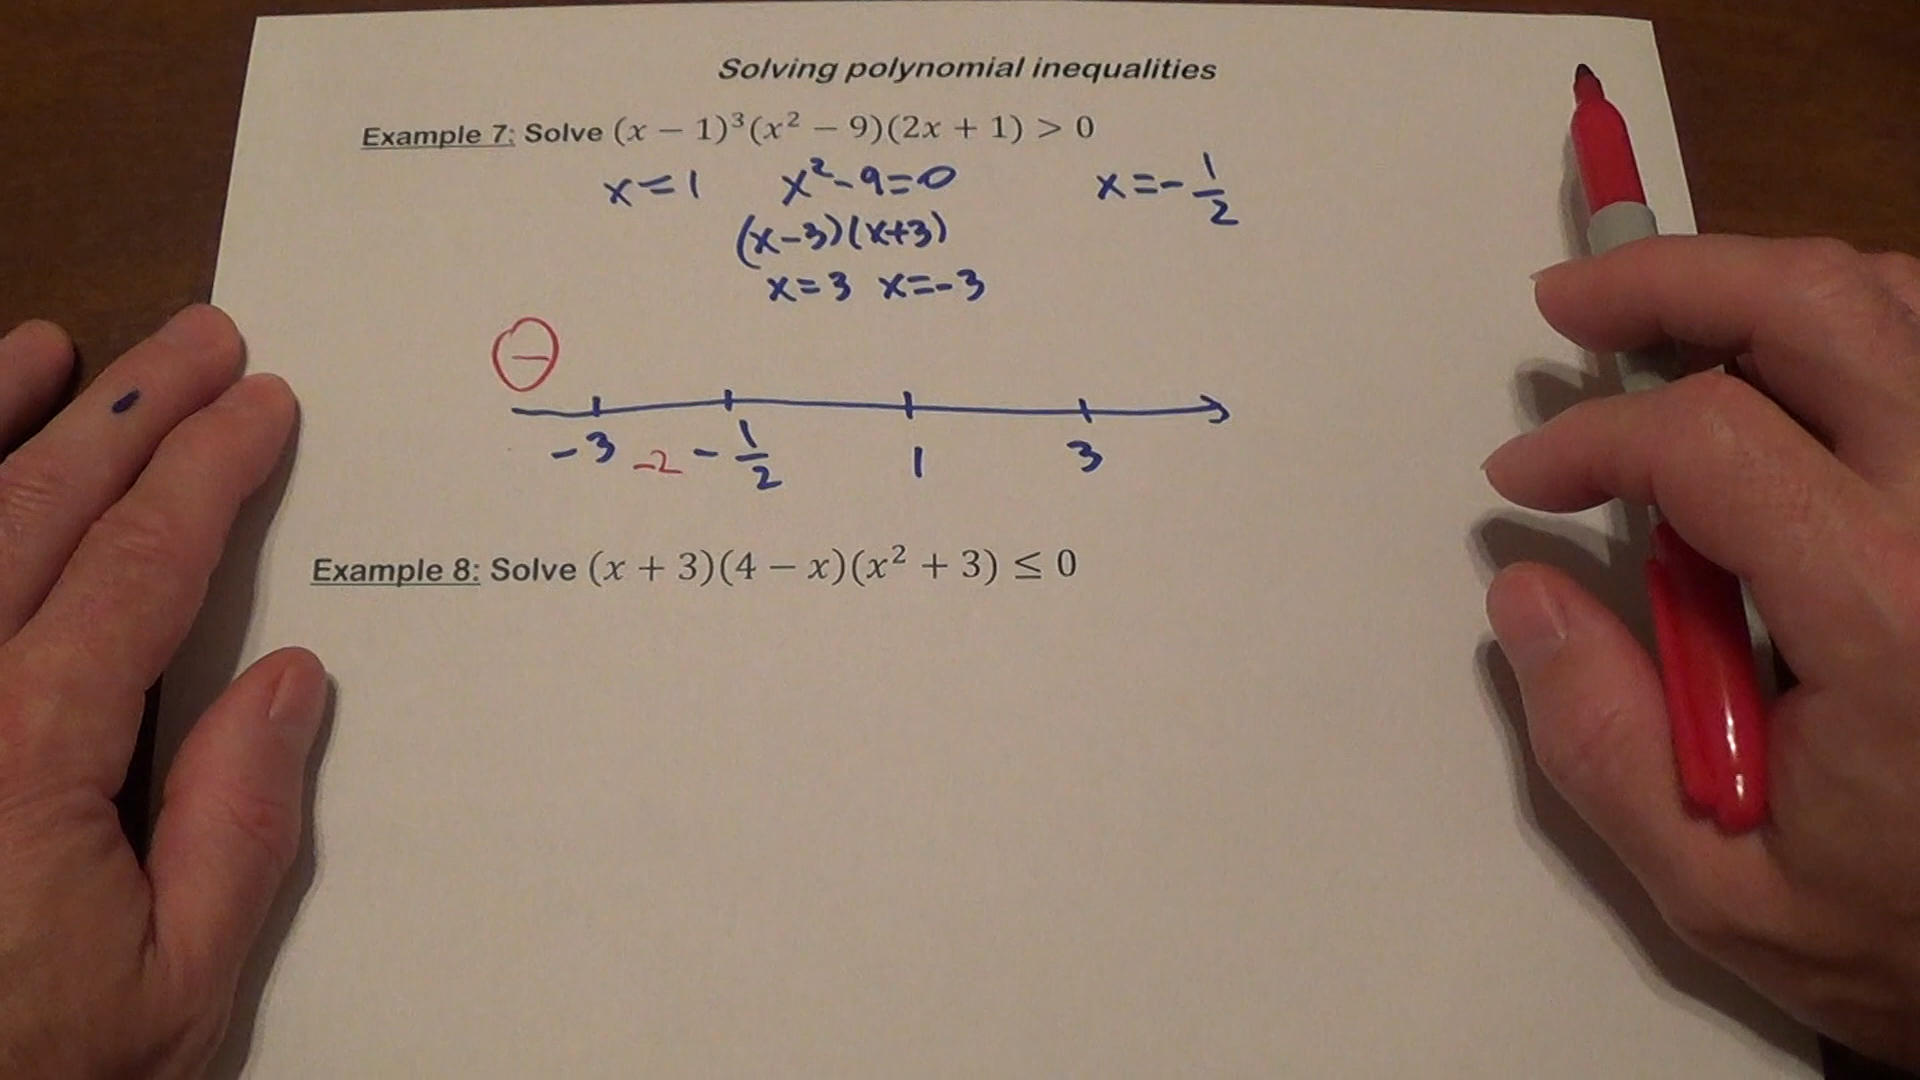 Solving polynomial inequalities
Example 7: Solve (x − 1)³(x² − 9)(2x + 1) > 0
x = 1 x² - 9 = 0 x = - 1/2
(x-3)(x+3)
x = 3 x = -3
−
-3 -2 - 1/2 1 3
Example 8: Solve (x + 3)(4 − x)(x² + 3) ≤ 0